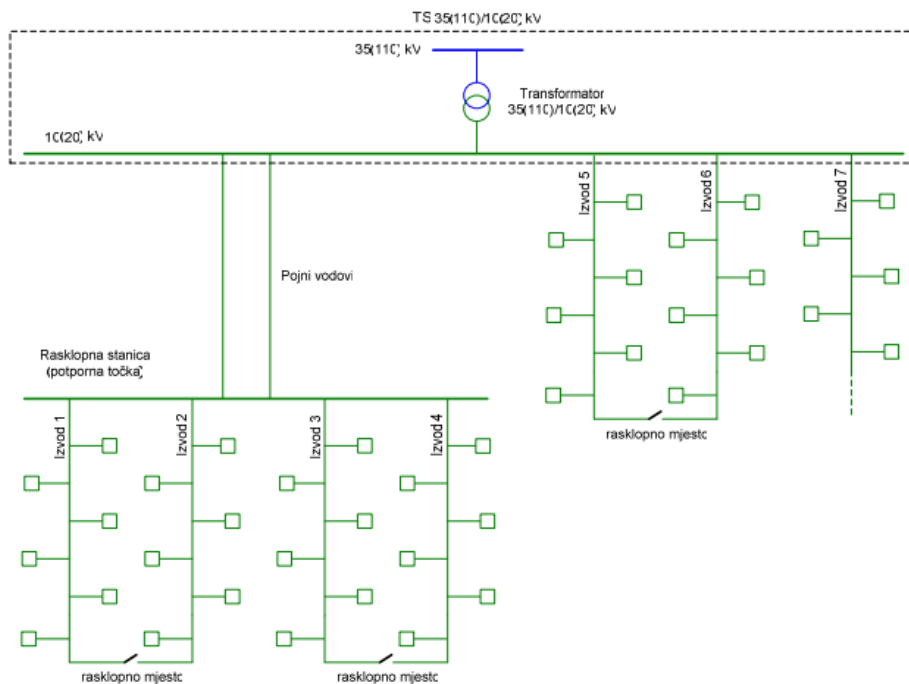 TS 35(110)/10(20) kV
35(110) kV
Transformator
35(110)/10(20) kV
10(20) kV
Izvod 5
Izvod 6
Izvod 7
Pojni vodovi
Rasklopna stanica
(potporna točka)
rasklopno mjesto
Izvod 1
Izvod 2
Izvod 3
Izvod 4
rasklopno mjesto
rasklopno mjesto